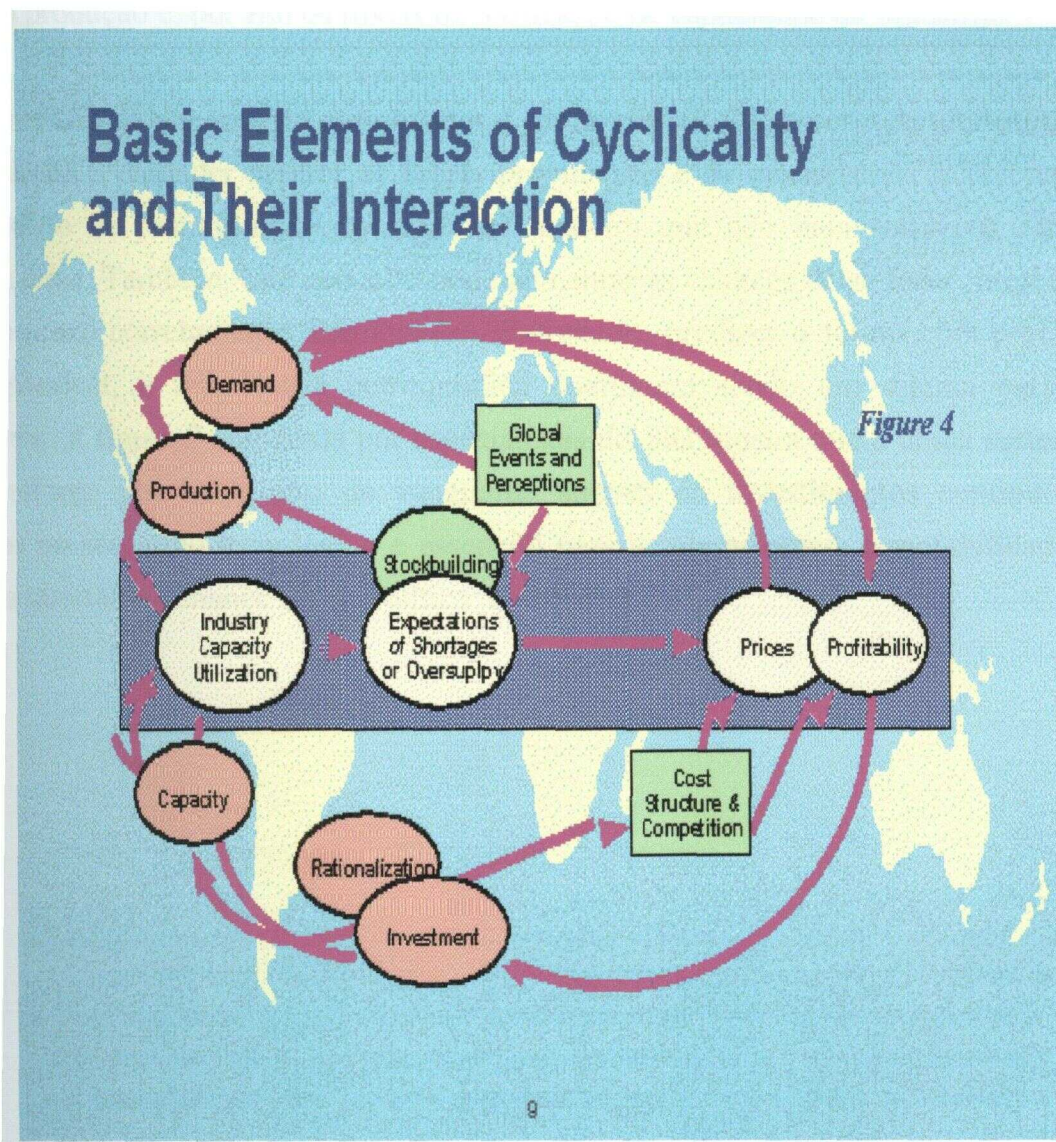 Basic Elements of Cyclicality
and Their Interaction
Demand
Figure 4
Global
Events and
Perceptions
Production
Stockbuilding
Industry
Capacity
Utilization
Expectations
of Shortages
or Oversuplpy
Prices
Profitability
Capacity
Cost
Structure &
Competition
Rationalization
Investment
9